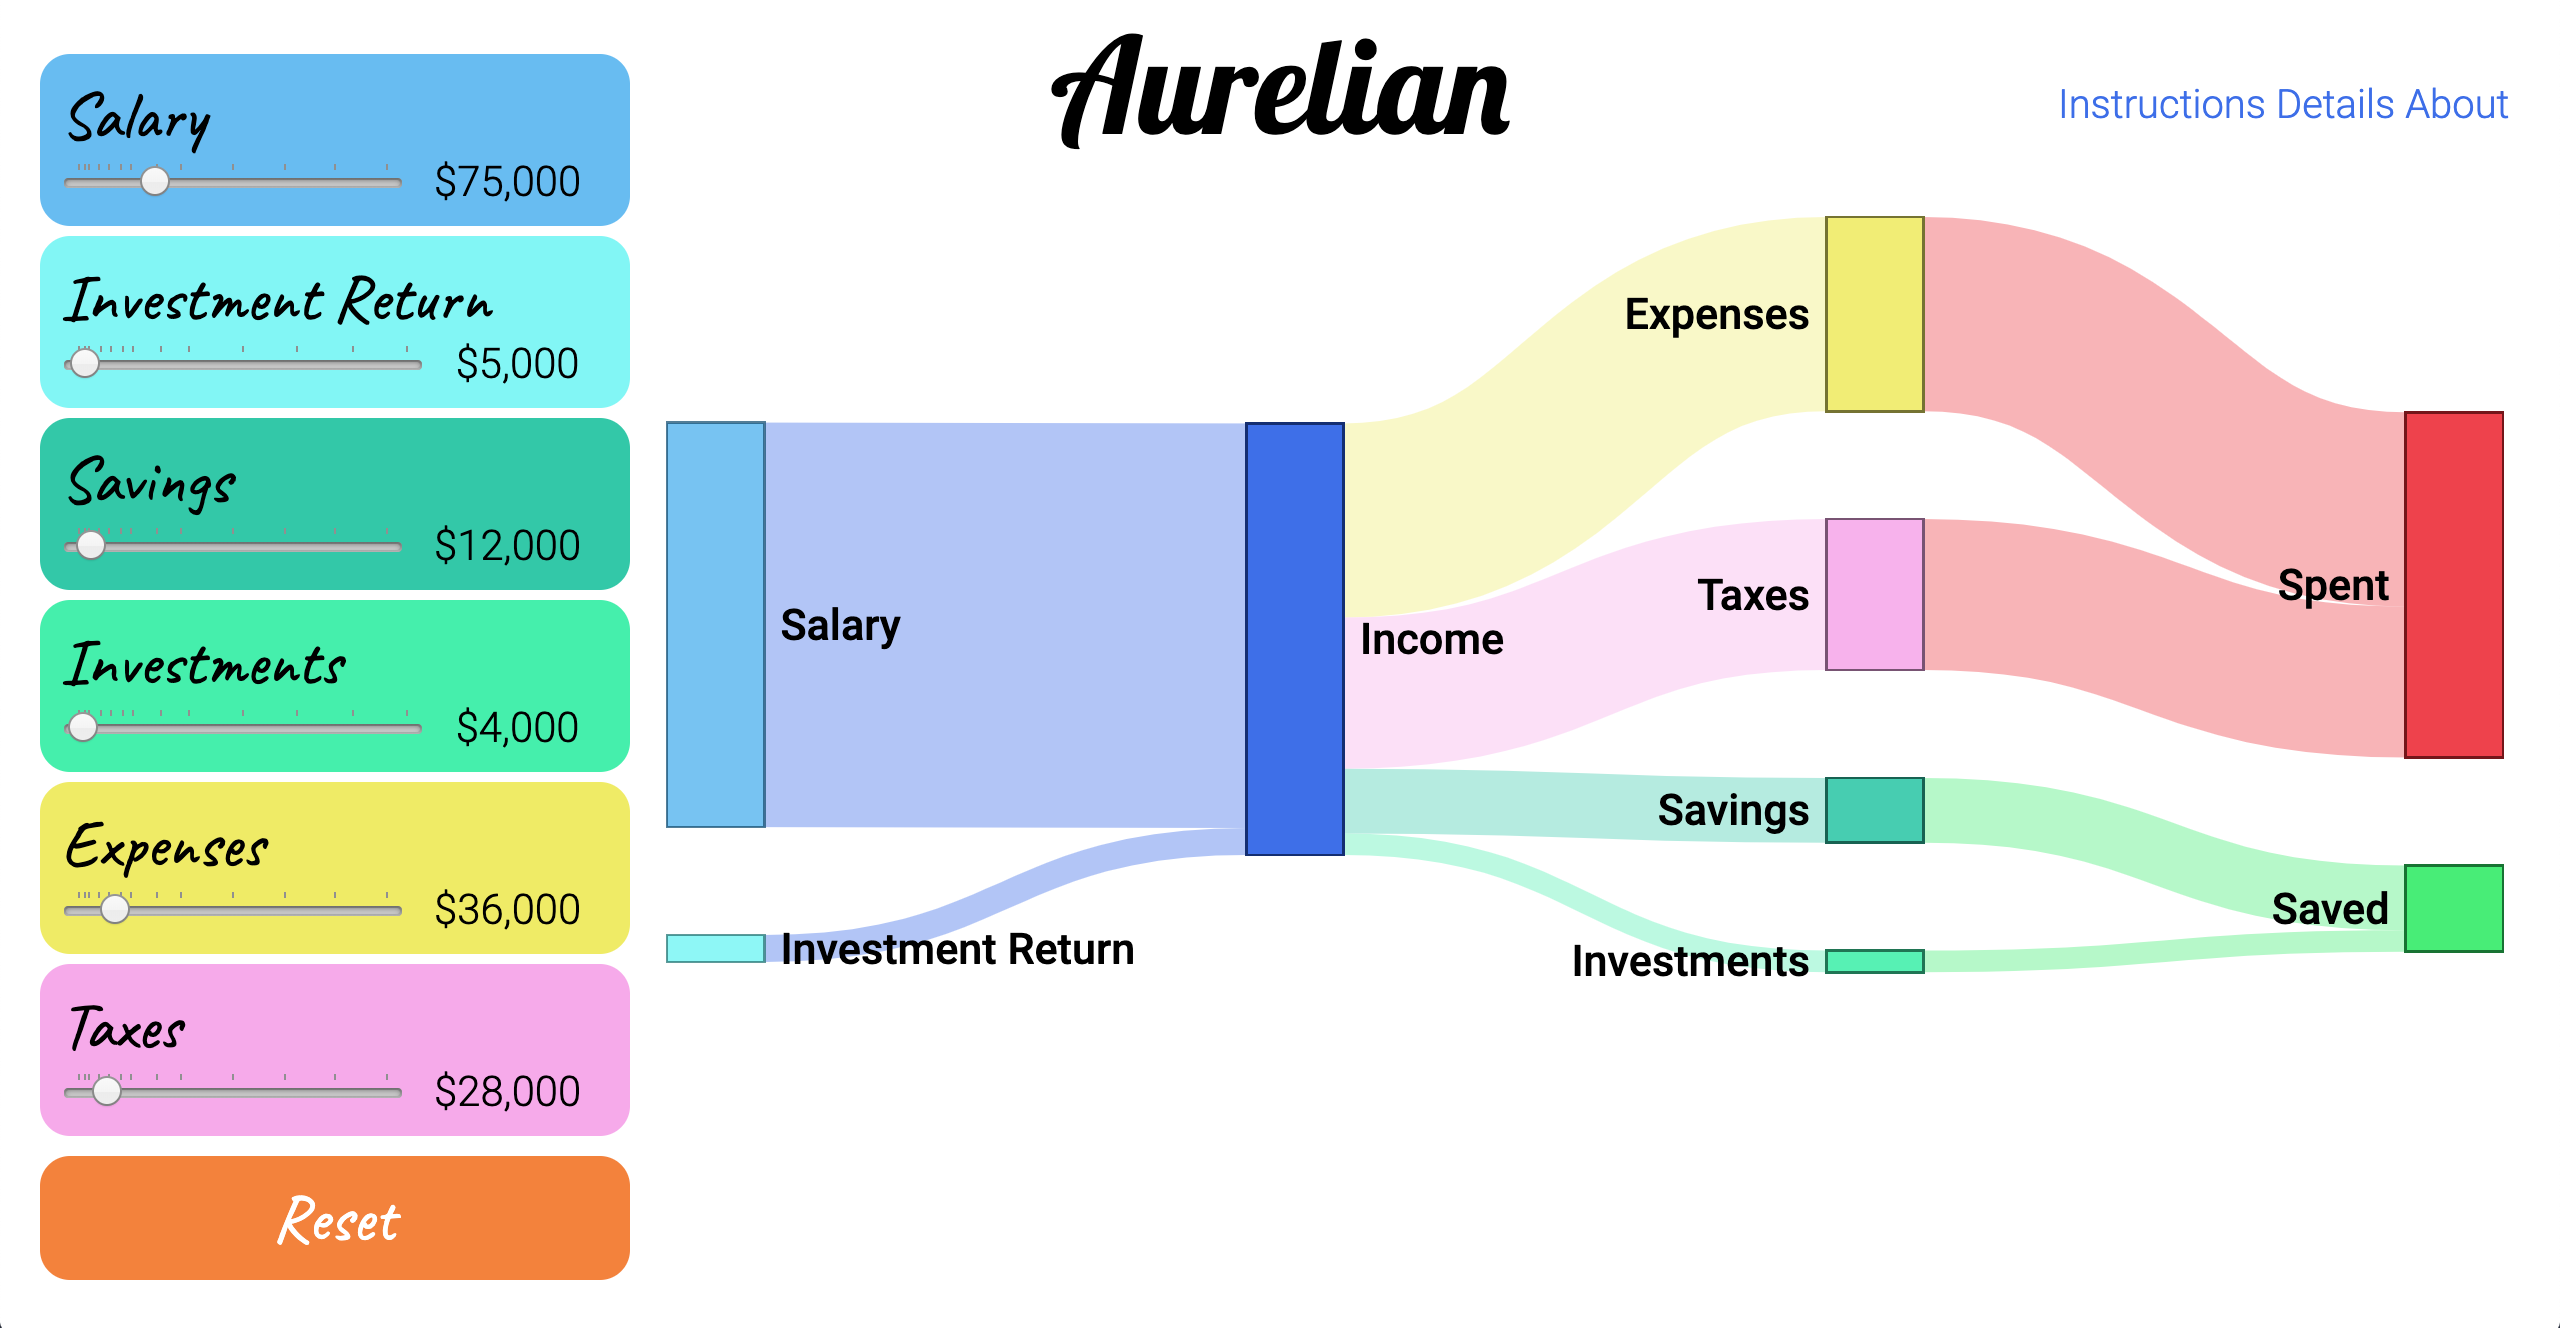 Aurelian
Instructions Details About
Salary
$75,000
Investment Return
$5,000
Savings
$12,000
Investments
$4,000
Expenses
$36,000
Taxes
$28,000
Reset
Salary
Investment Return
Income
Expenses
Taxes
Savings
Investments
Spent
Saved